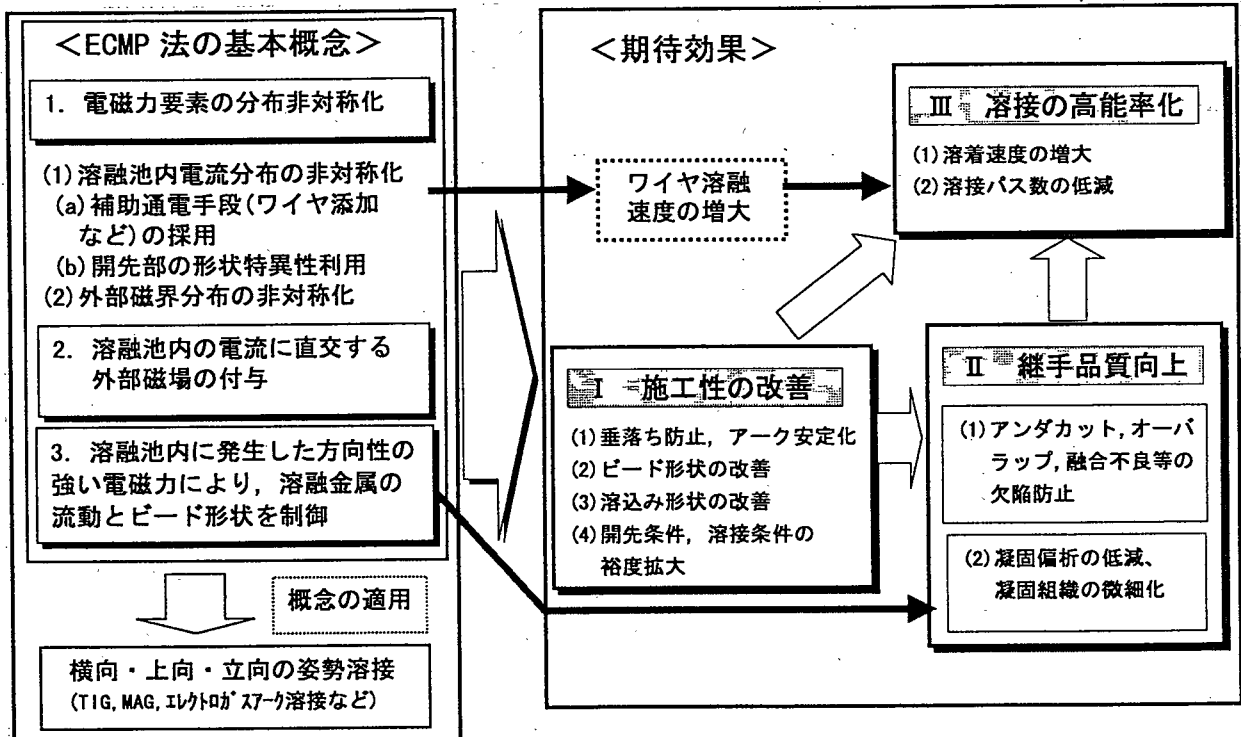 ＜ECMP 法の基本概念＞
1. 電磁力要素の分布非対称化
(1)溶融池内電流分布の非対称化
(a)補助通電手段(ワイヤ添加
など)の採用
(b)開先部の形状特異性利用
(2)外部磁界分布の非対称化
2. 溶融池内の電流に直交する
外部磁場の付与
3. 溶融池内に発生した方向性の
強い電磁力により，溶融金属の
流動とビード形状を制御
概念の適用
横向・上向・立向の姿勢溶接
(TIG, MAG, ｴﾚｸﾄﾛｶﾞｽｱｰｸ溶接など)
＜期待効果＞
ワイヤ溶融
速度の増大
Ⅲ 溶接の高能率化
(1)溶着速度の増大
(2)溶接パス数の低減
Ⅰ 施工性の改善
(1)垂落ち防止，アーク安定化
(2)ビード形状の改善
(3)溶込み形状の改善
(4)開先条件，溶接条件の
裕度拡大
Ⅱ 継手品質向上
(1)アンダカット,オーバ
ラップ,融合不良等の
欠陥防止
(2)凝固偏析の低減、
凝固組織の微細化